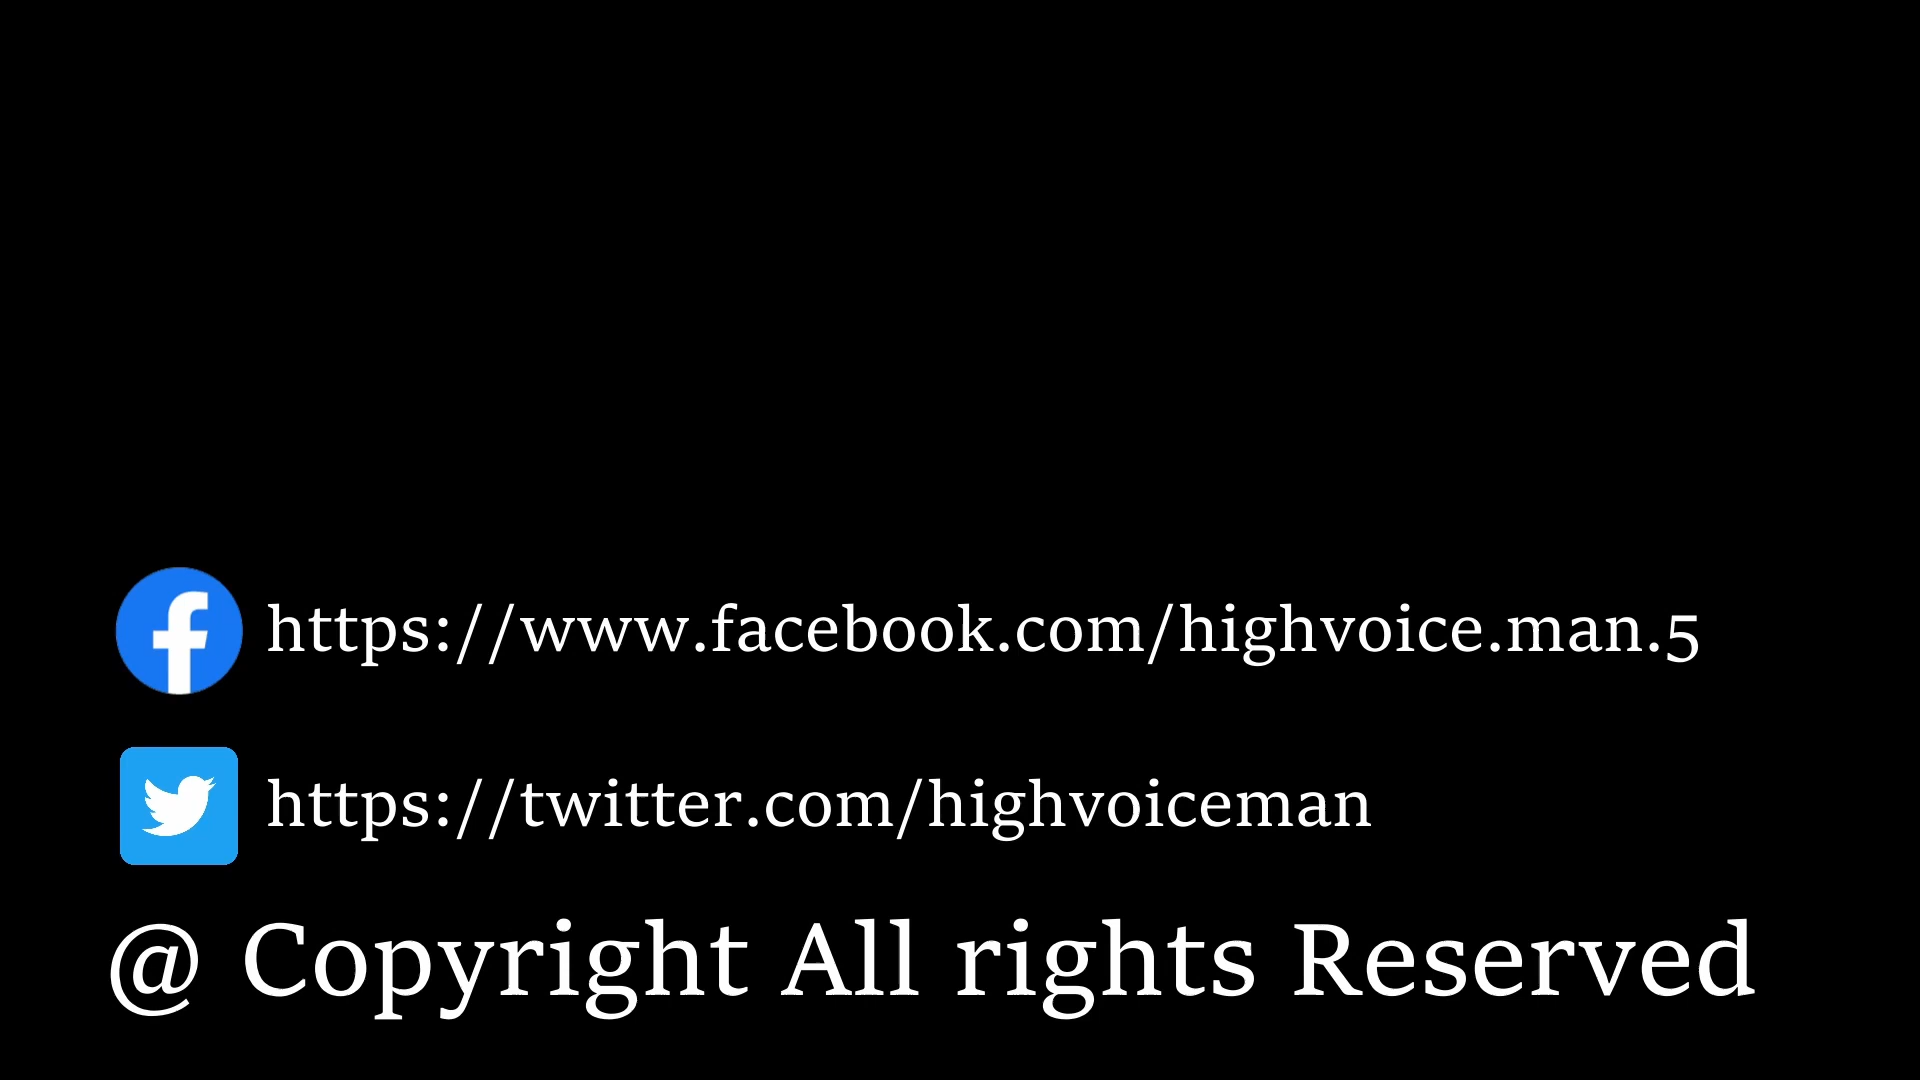 https://www.facebook.com/highvoice.man.5
https://twitter.com/highvoiceman
@ Copyright All rights Reserved